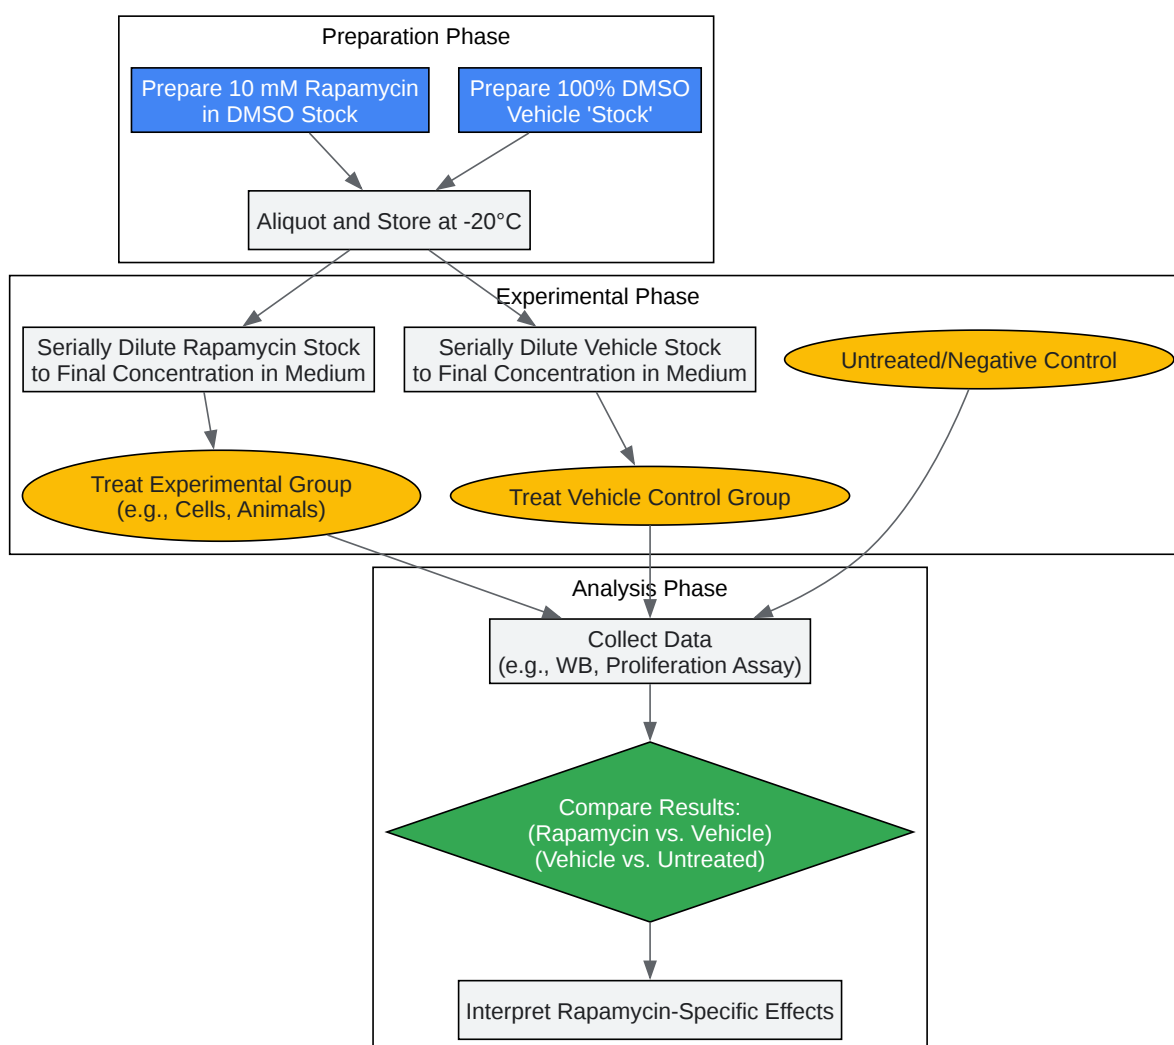 Preparation Phase
Prepare 10 mM Rapamycin
in DMSO Stock
Prepare 100% DMSO
Vehicle 'Stock'
Aliquot and Store at -20°C
Experimental Phase
Serially Dilute Rapamycin Stock
to Final Concentration in Medium
Serially Dilute Vehicle Stock
to Final Concentration in Medium
Untreated/Negative Control
Treat Experimental Group
(e.g., Cells, Animals)
Treat Vehicle Control Group
Analysis Phase
Collect Data
(e.g., WB, Proliferation Assay)
Compare Results:
(Rapamycin vs. Vehicle)
(Vehicle vs. Untreated)
Interpret Rapamycin-Specific Effects